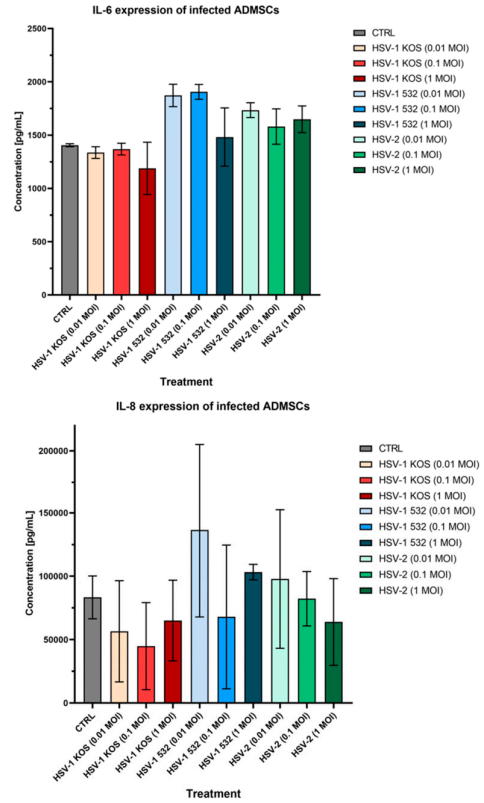 IL-6 expression of infected ADMSCs
2500
2000
1500
1000
500
0
Concentration [pg/mL]
CTRL
HSV-1 KOS (0.01 MOI)
HSV-1 KOS (0.1 MOI)
HSV-1 KOS (1 MOI)
HSV-1 532 (0.01 MOI)
HSV-1 532 (0.1 MOI)
HSV-1 532 (1 MOI)
HSV-2 (0.01 MOI)
HSV-2 (0.1 MOI)
HSV-2 (1 MOI)
Treatment
CTRL
HSV-1 KOS (0.01 MOI)
HSV-1 KOS (0.1 MOI)
HSV-1 KOS (1 MOI)
HSV-1 532 (0.01 MOI)
HSV-1 532 (0.1 MOI)
HSV-1 532 (1 MOI)
HSV-2 (0.01 MOI)
HSV-2 (0.1 MOI)
HSV-2 (1 MOI)
IL-8 expression of infected ADMSCs
200000
150000
100000
50000
0
Concentration [pg/mL]
CTRL
HSV-1 KOS (0.01 MOI)
HSV-1 KOS (0.1 MOI)
HSV-1 KOS (1 MOI)
HSV-1 532 (0.01 MOI)
HSV-1 532 (0.1 MOI)
HSV-1 532 (1 MOI)
HSV-2 (0.01 MOI)
HSV-2 (0.1 MOI)
HSV-2 (1 MOI)
Treatment
CTRL
HSV-1 KOS (0.01 MOI)
HSV-1 KOS (0.1 MOI)
HSV-1 KOS (1 MOI)
HSV-1 532 (0.01 MOI)
HSV-1 532 (0.1 MOI)
HSV-1 532 (1 MOI)
HSV-2 (0.01 MOI)
HSV-2 (0.1 MOI)
HSV-2 (1 MOI)